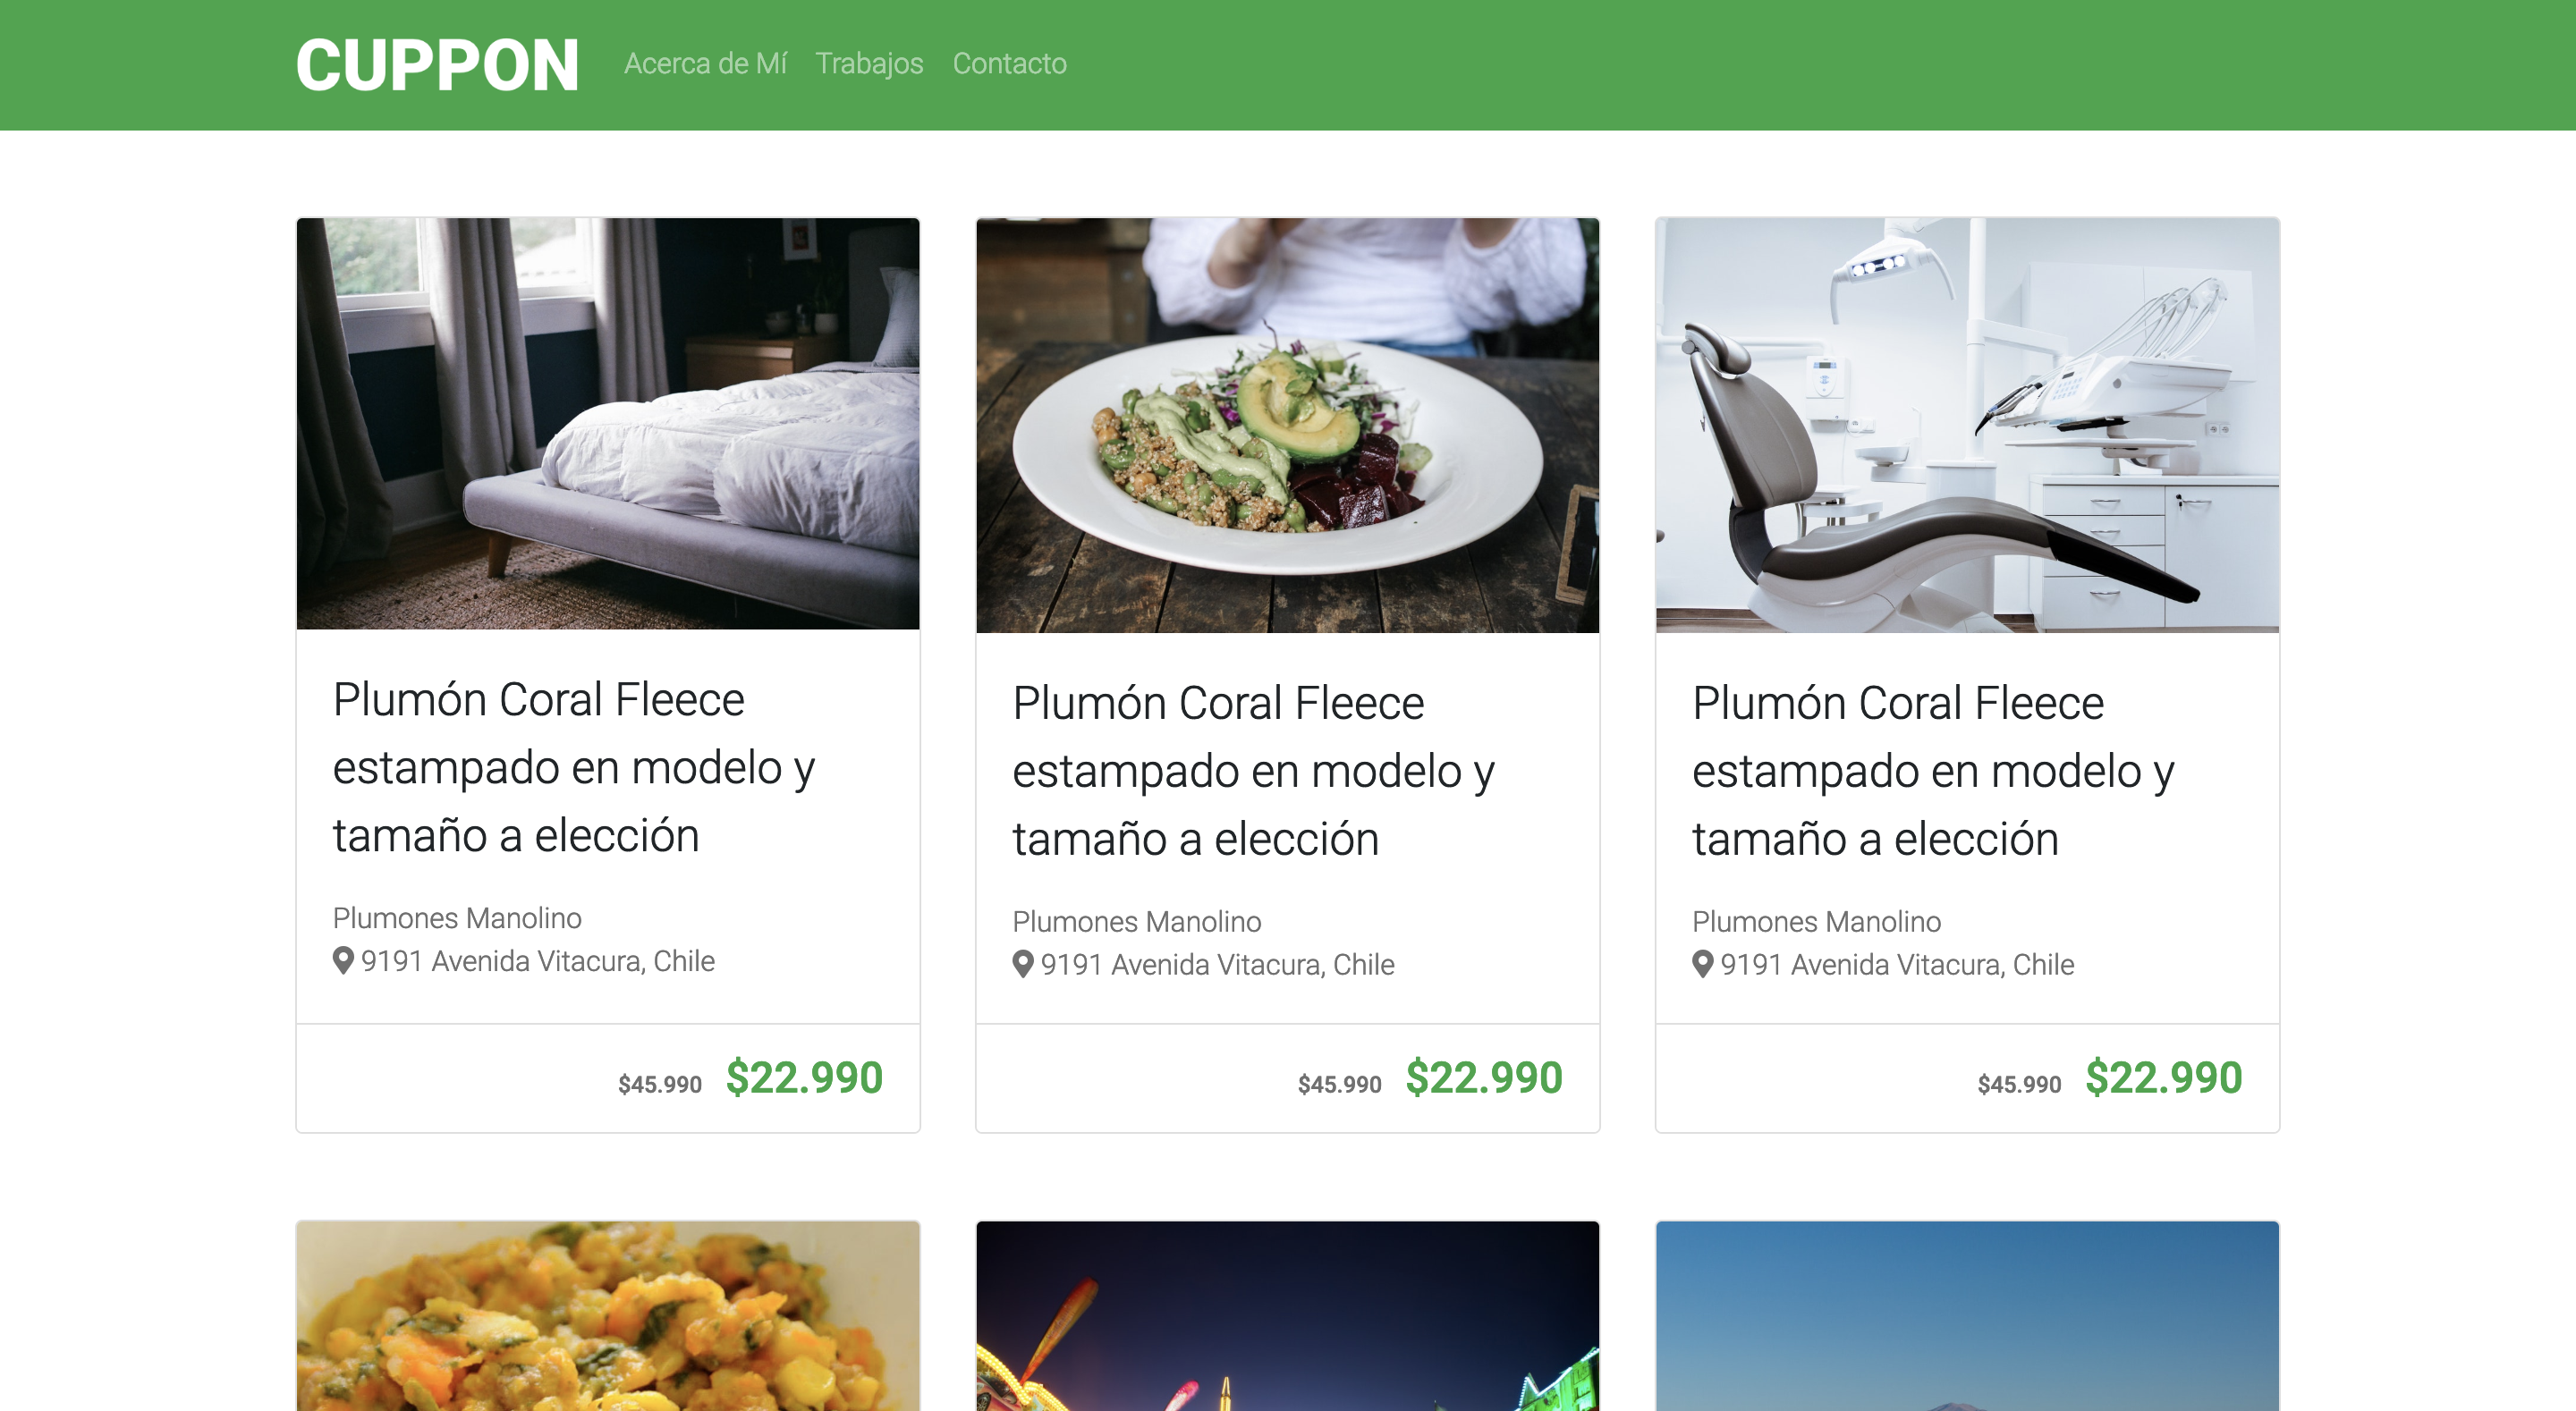 CUPPON
Acerca de Mí Trabajos Contacto
Plumón Coral Fleece
estampado en modelo y
tamaño a elección
Plumones Manolino
9191 Avenida Vitacura, Chile
$45.990 $22.990
Plumón Coral Fleece
estampado en modelo y
tamaño a elección
Plumones Manolino
9191 Avenida Vitacura, Chile
$45.990 $22.990
Plumón Coral Fleece
estampado en modelo y
tamaño a elección
Plumones Manolino
9191 Avenida Vitacura, Chile
$45.990 $22.990